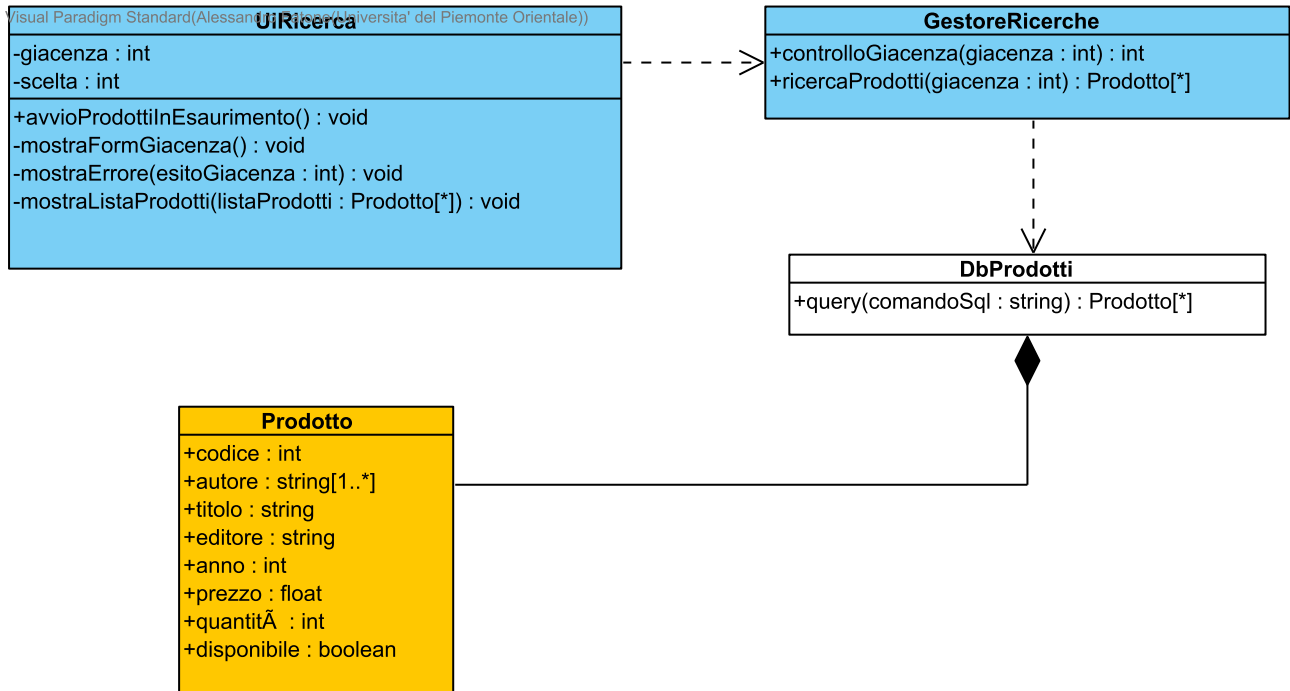 Visual Paradigm Standard(Alessandra Fatone(Universita' del Piemonte Orientale))
UiRicerca
-giacenza : int
-scelta : int
+avvioProdottiInEsaurimento() : void
-mostraFormGiacenza() : void
-mostraErrore(esitoGiacenza : int) : void
-mostraListaProdotti(listaProdotti : Prodotto[*]) : void
GestoreRicerche
+controlloGiacenza(giacenza : int) : int
+ricercaProdotti(giacenza : int) : Prodotto[*]
DbProdotti
+query(comandoSql : string) : Prodotto[*]
Prodotto
+codice : int
+autore : string[1..*]
+titolo : string
+editore : string
+anno : int
+prezzo : float
+quantitÃ  : int
+disponibile : boolean